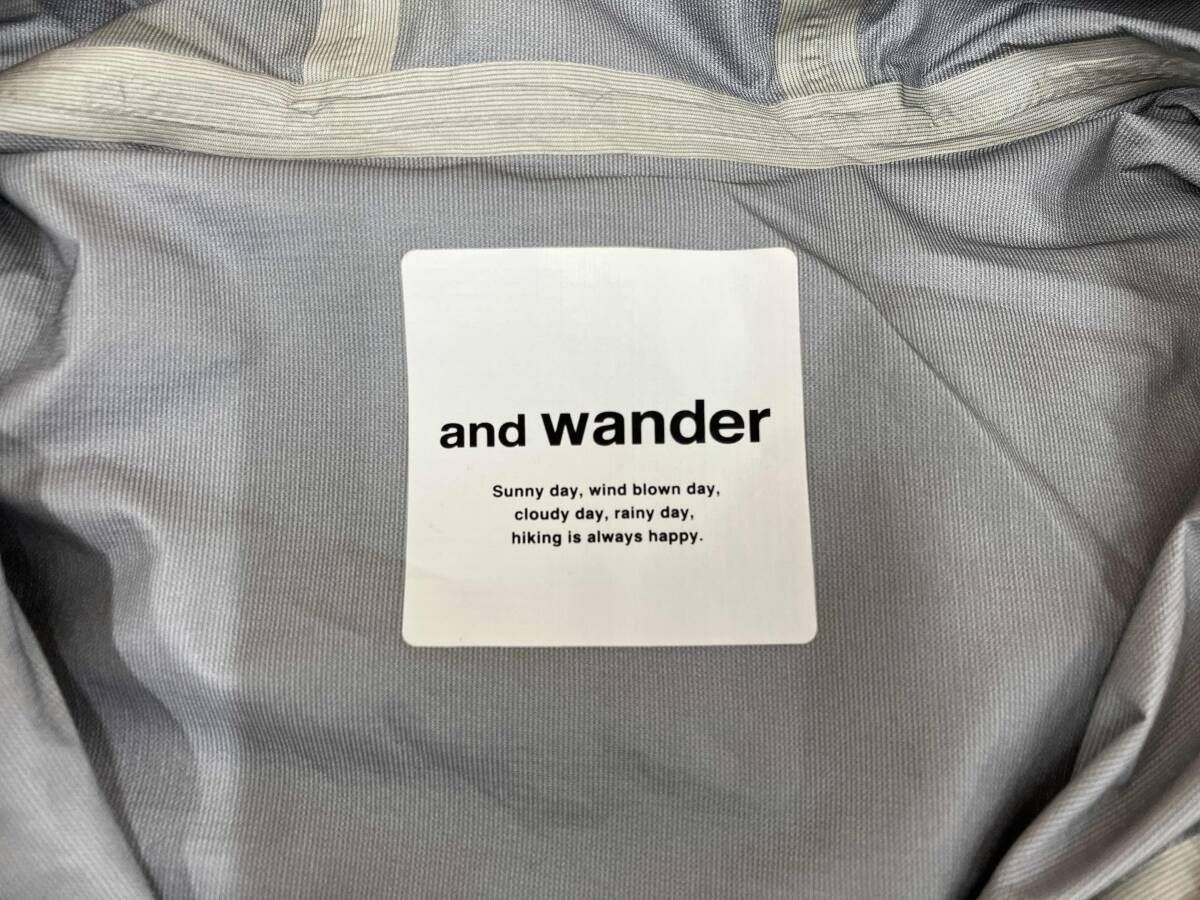 and wander
Sunny day, wind blown day,
cloudy day, rainy day,
hiking is always happy.